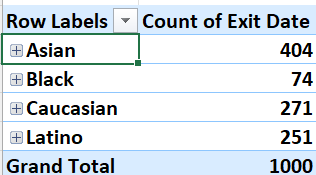 Row Labels Count of Exit Date
Asian 404
Black 74
Caucasian 271
Latino 251
Grand Total 1000